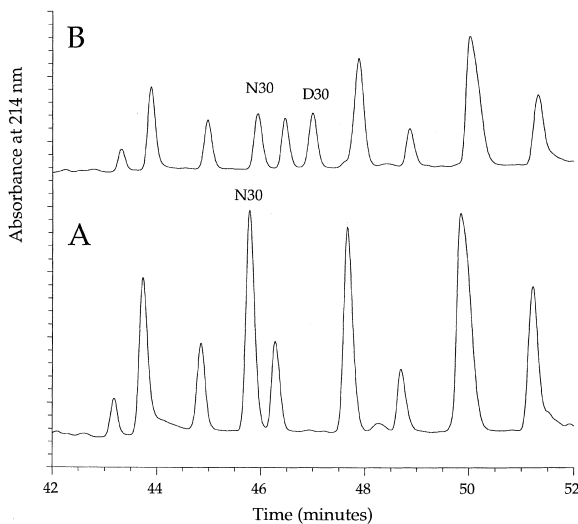 B
N30
D30
N30
A
Absorbance at 214 nm
42 44 46 48 50 52
Time (minutes)